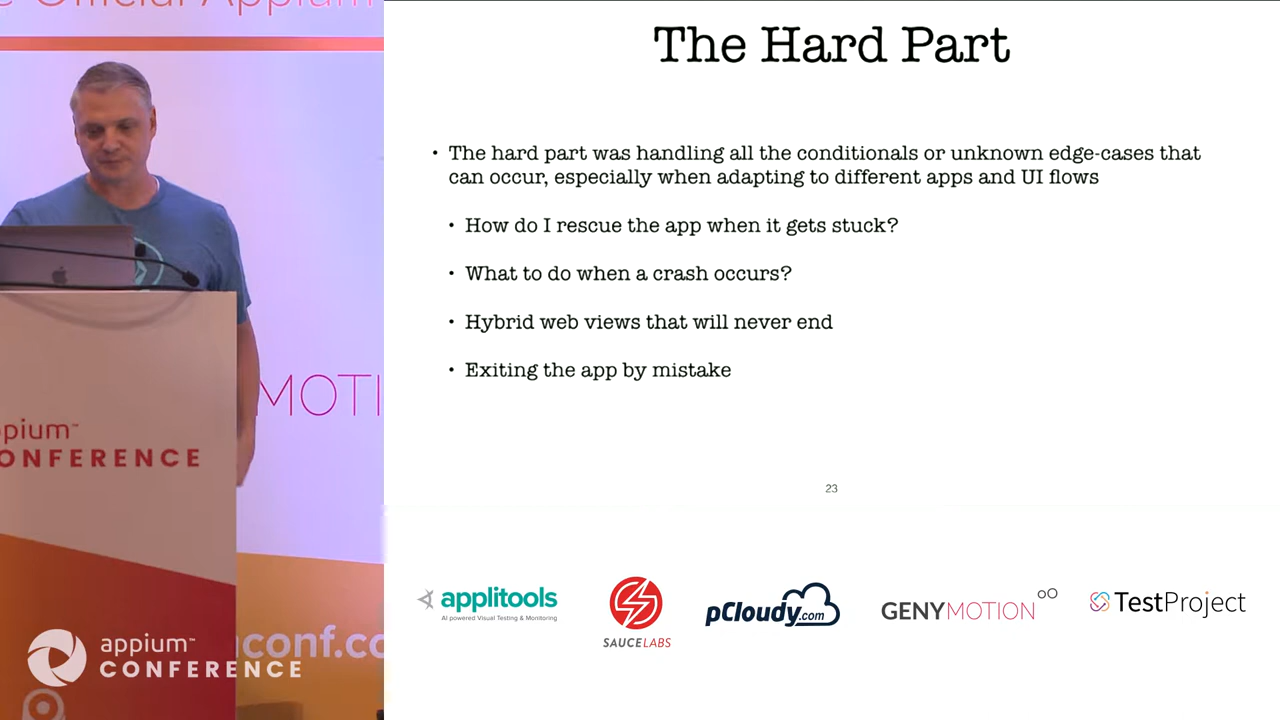 Official Appium
The Hard Part
• The hard part was handling all the conditionals or unknown edge-cases that
can occur, especially when adapting to different apps and UI flows
• How do I rescue the app when it gets stuck?
• What to do when a crash occurs?
• Hybrid web views that will never end
• Exiting the app by mistake
23
MOTI
ppium™
ONFERENCE
applitools
AI powered Visual Testing & Monitoring
SAUCELABS
pCloudy.com
GENYMOTION
TestProject
conf.co
appium™
CONFERENCE